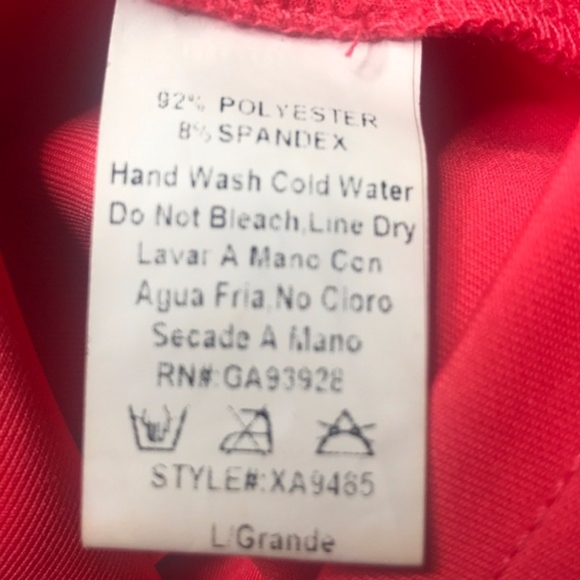 92% POLYESTER
8% SPANDEX
Hand Wash Cold Water
Do Not Bleach,Line Dry
Lavar A Mano Con
Agua Fria,No Cloro
Secade A Mano
RN#:GA93928
STYLE#:XA9465
L/Grande